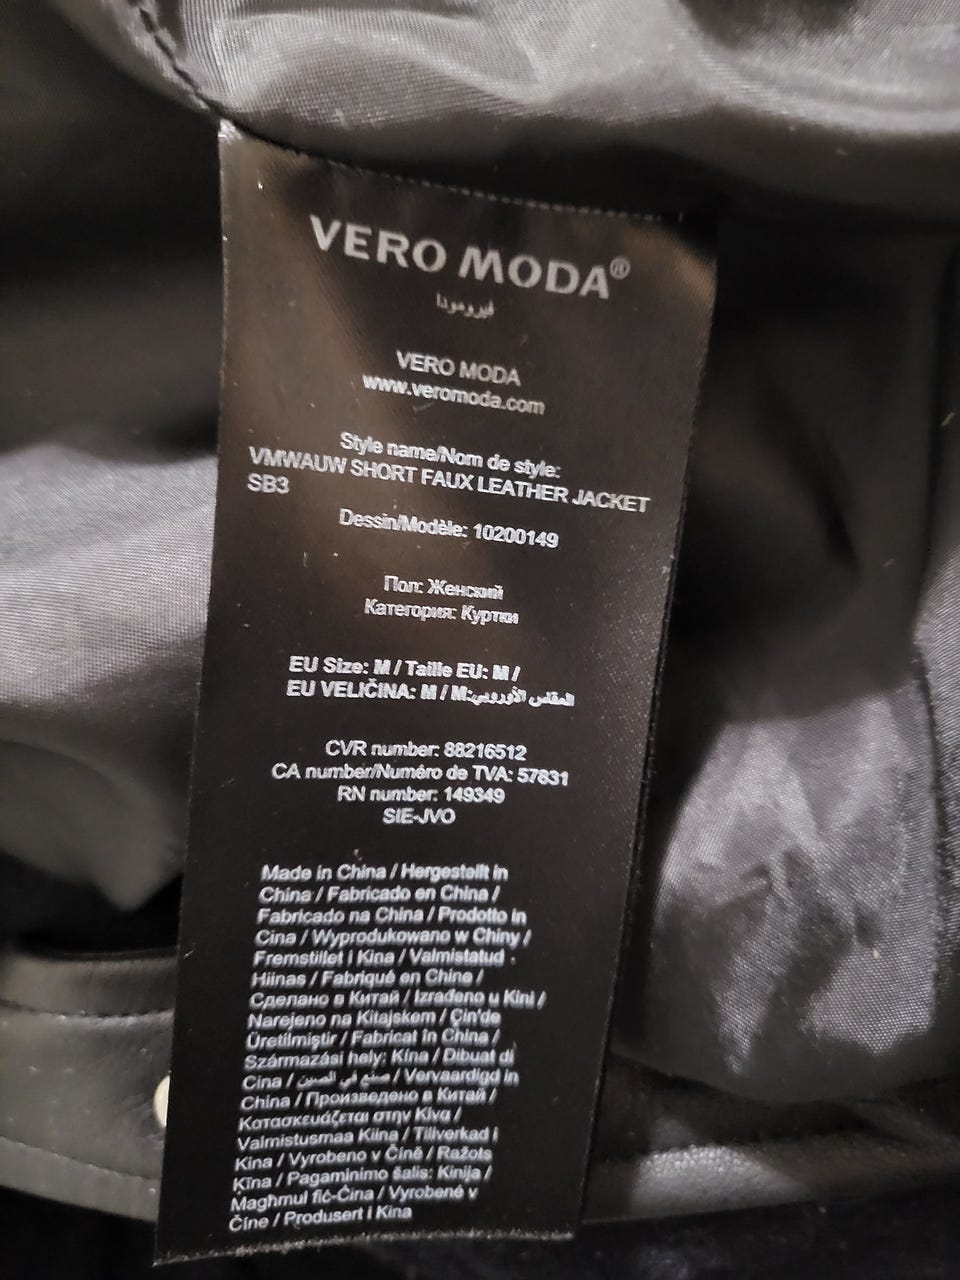 VERO MODA®
فيرومودا
VERO MODA
www.veromoda.com
Style name/Nom de style:
VMWAUW SHORT FAUX LEATHER JACKET
SB3
Dessin/Modèle: 10200149
Пол: Женский
Категория: Куртки
EU Size: M / Taille EU: M /
EU VELIČINA: M / M:المقاس الأوروبي
CVR number: 88216512
CA number/Numéro de TVA: 57831
RN number: 149349
SIE-JVO
Made in China / Hergestellt in
China / Fabricado en China /
Fabricado na China / Prodotto in
Cina / Wyprodukowano w Chiny /
Fremstillet i Kina / Valmistatud
Hiinas / Fabriqué en Chine /
Сделано в Китай / Izrađeno u Kini /
Narejeno na Kitajskem / Çin'de
Üretilmiştir / Fabricat în China /
Származási hely: Kína / Dibuat di
Cina / صنع في الصين / Vervaardigd in
China / Произведено в Китай /
Κατασκευάζεται στην Κίνα /
Valmistusmaa Kiina / Tillverkad i
Kina / Vyrobeno v Číně / Ražots
Ķīna / Pagaminimo šalis: Kinija /
Magħmul fiċ-Ċina / Vyrobené v
Číne / Produsert i Kina